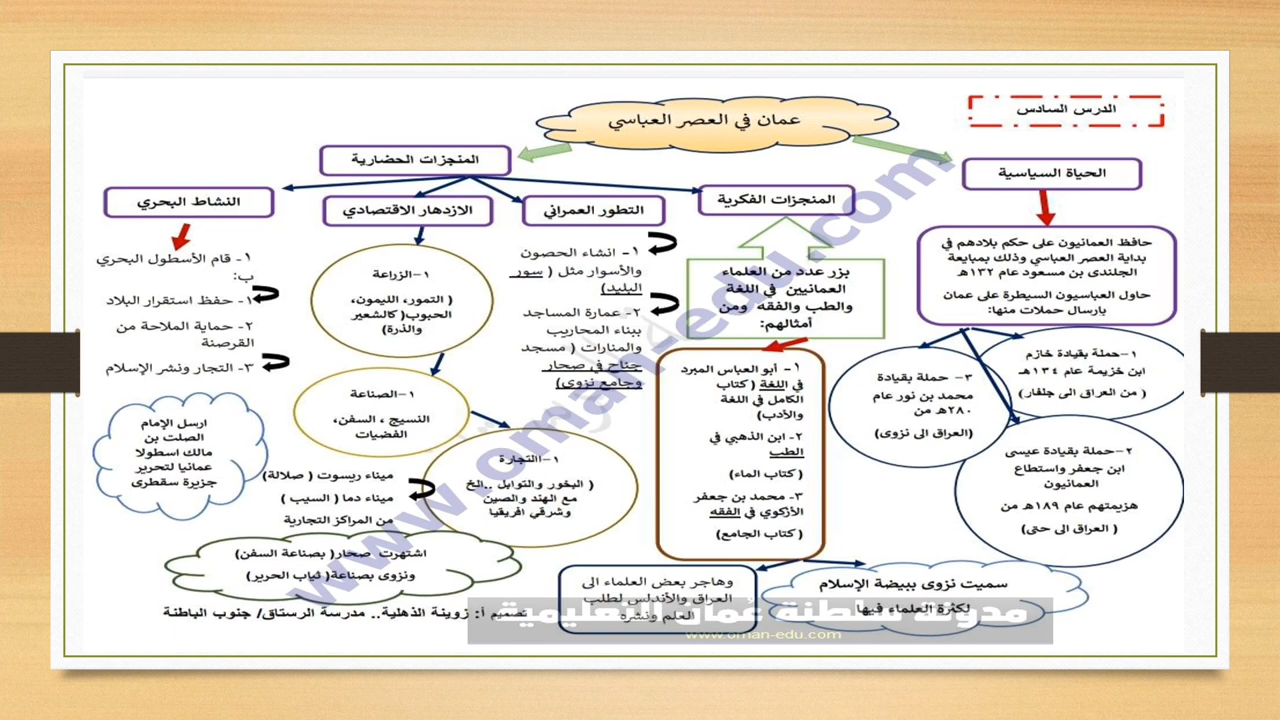 الدرس السادس
عمان في العصر العباسي
الحياة السياسية
حافظ العمانيون على حكم بلادهم في
بداية العصر العباسي وذلك بمبايعة
الجلندى بن مسعود عام ١٣٢هـ
حاول العباسيون السيطرة على عمان
بإرسال حملات منها:
١-حملة بقيادة خازم
ابن خزيمة عام ١٣٤هـ
( من العراق الى جلفار)
٢-حملة بقيادة عيسى
ابن جعفر واستطاع
العمانيون
هزيمتهم عام ١٨٩هـ من
( العراق الى حتى)
٣- حملة بقيادة
محمد بن نور عام
٢٨٠هـ من
(العراق الى نزوى)
المنجزات الحضارية
المنجزات الفكرية
بزر عدد من العلماء
العمانيين في اللغة
والطب والفقه ومن
أمثالهم:
١- أبو العباس المبرد
في اللغة ( كتاب
الكامل في اللغة
والأدب)
٢- ابن الذهبي في
الطب
( كتاب الماء)
٣- محمد بن جعفر
الأزكوي في الفقه
( كتاب الجامع)
سميت نزوى ببيضة الإسلام
لكثرة العلماء فيها
وهاجر بعض العلماء الى
العراق والأندلس لطلب
العلم ونشره
التطور العمراني
١- انشاء الحصون
والأسوار مثل ( سور
البليد)
٢- عمارة المساجد
ببناء المحاريب
والمنارات ( مسجد
جناح في صحار
وجامع نزوى)
الازدهار الاقتصادي
١-الزراعة
( التمور، الليمون،
الحبوب( كالشعير
والذرة)
١-الصناعة
النسيج ، السفن،
الفضيات
١-التجارة
( البخور والتوابل ..الخ
مع الهند والصين
وشرقي افريقيا
ميناء ريسوت ( صلالة)
ميناء دما ( السيب )
من المراكز التجارية
اشتهرت صحار( بصناعة السفن)
ونزوى بصناعة( ثياب الحرير)
النشاط البحري
١- قام الأسطول البحري
ب:
١- حفظ استقرار البلاد
٢- حماية الملاحة من
القرصنة
٣- التجار ونشر الإسلام
ارسل الإمام
الصلت بن
مالك اسطولا
عمانيا لتحرير
جزيرة سقطرى
تصميم أ: زوينة الذهلية.. مدرسة الرستاق/ جنوب الباطنة
مدونة سلطنة عُمان التعليمية
www.oman-edu.com
www.oman-edu.com